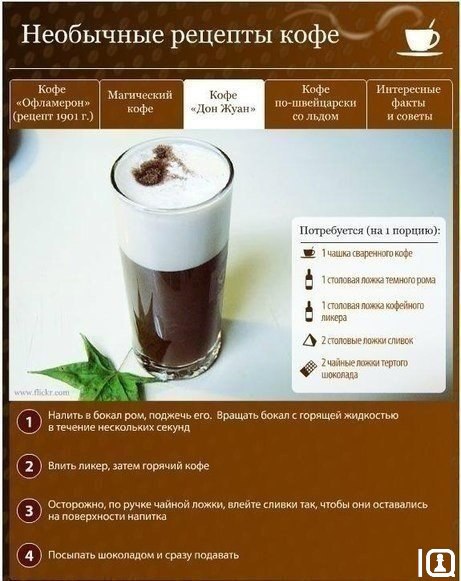 Необычные рецепты кофе
Кофе
«Офламерон»
(рецепт 1901 г.)
Магический
кофе
Кофе
«Дон Жуан»
Кофе
по-швейцарски
со льдом
Интересные
факты
и советы
Потребуется (на 1 порцию):
1 чашка сваренного кофе
1 столовая ложка темного рома
1 столовая ложка кофейного
ликера
2 столовые ложки сливок
2 чайные ложки тертого
шоколада
www.flickr.com
1 Налить в бокал ром, поджечь его. Вращать бокал с горящей жидкостью
в течение нескольких секунд
2 Влить ликер, затем горячий кофе
3 Осторожно, по ручке чайной ложки, влейте сливки так, чтобы они оставались
на поверхности напитка
4 Посыпать шоколадом и сразу подавать